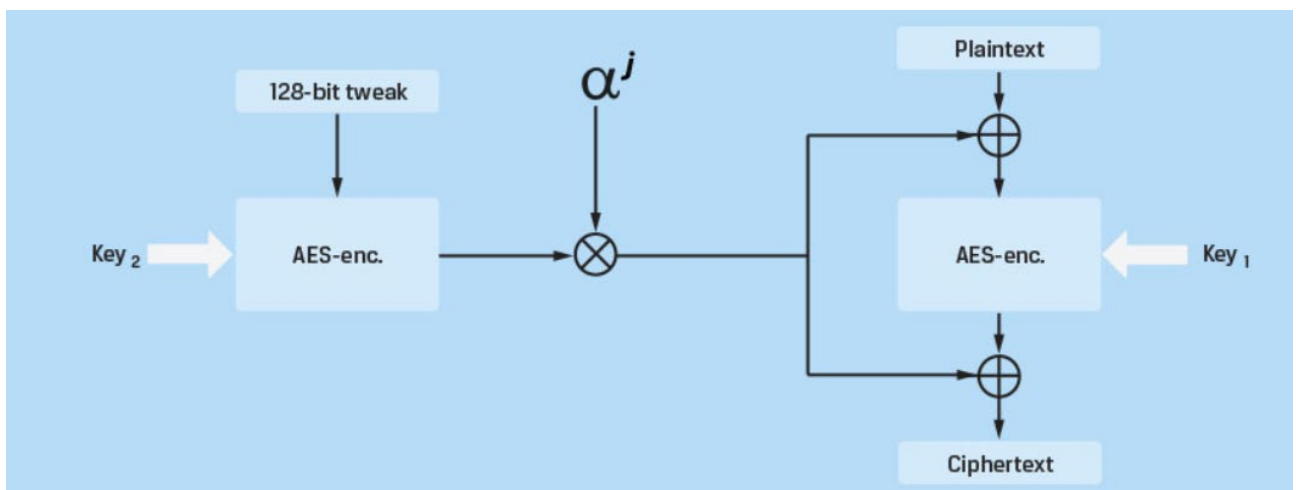 Plaintext
128-bit tweak
α^j
Key 2
AES-enc.
AES-enc.
Key 1
Ciphertext